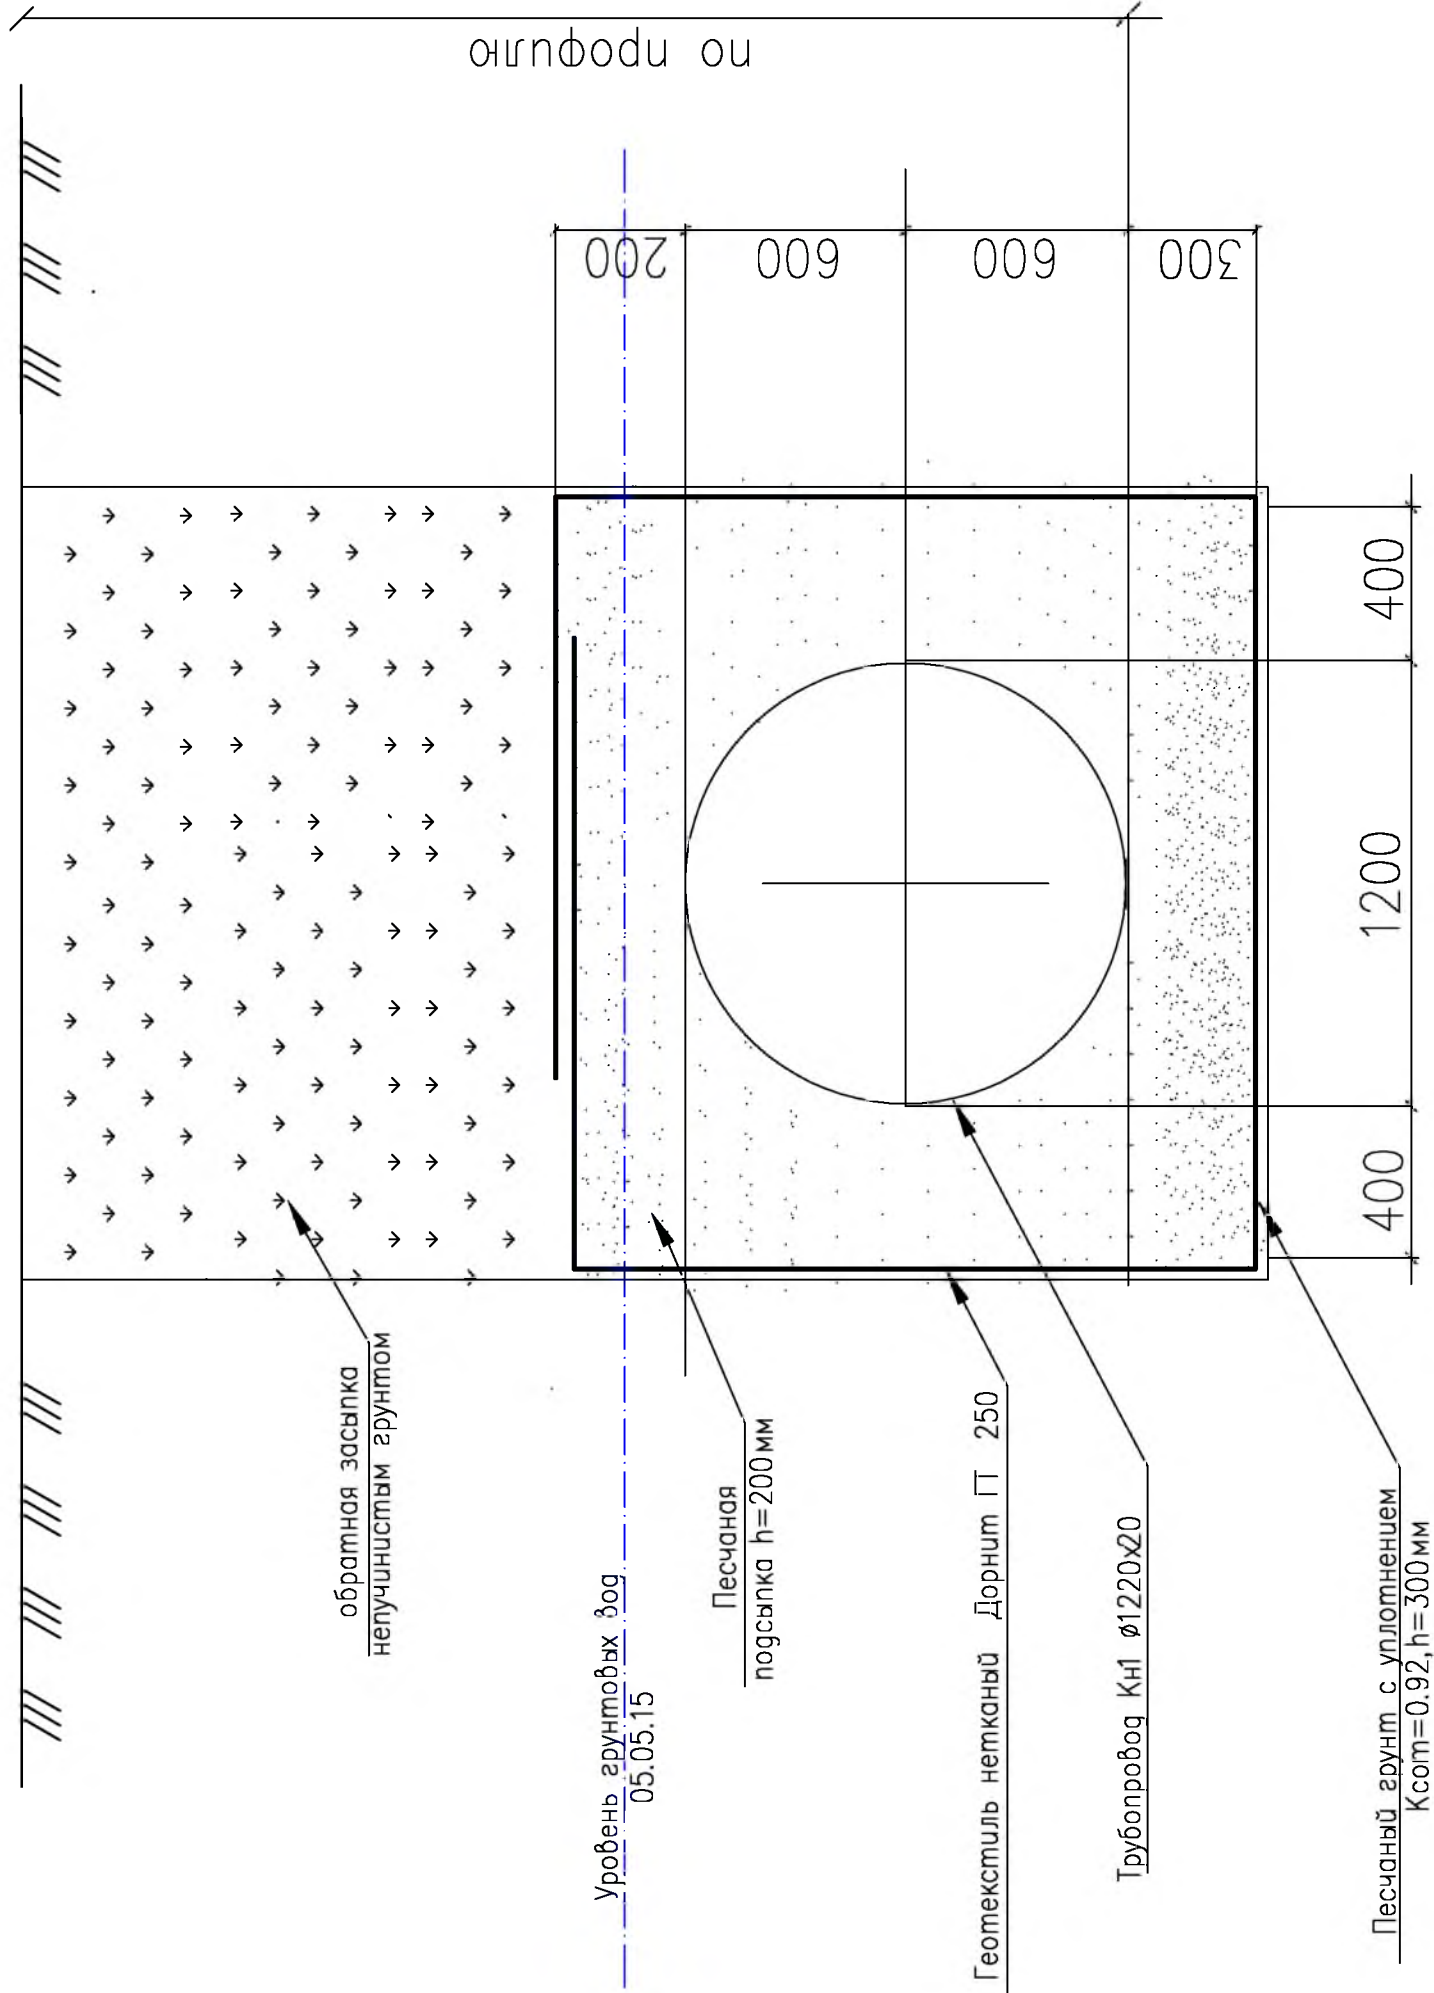 по профилю
обратная засыпка
непучинистым грунтом
Уровень грунтовых вод
05.05.15
Песчаная
подсыпка h=200мм
Геотекстиль нетканый Дорнит ГТ 250
Трубопровод Кн1 ø1220х20
Песчаный грунт с уплотнением
Kcom=0.92,h=300мм
200
600
600
300
400
1200
400